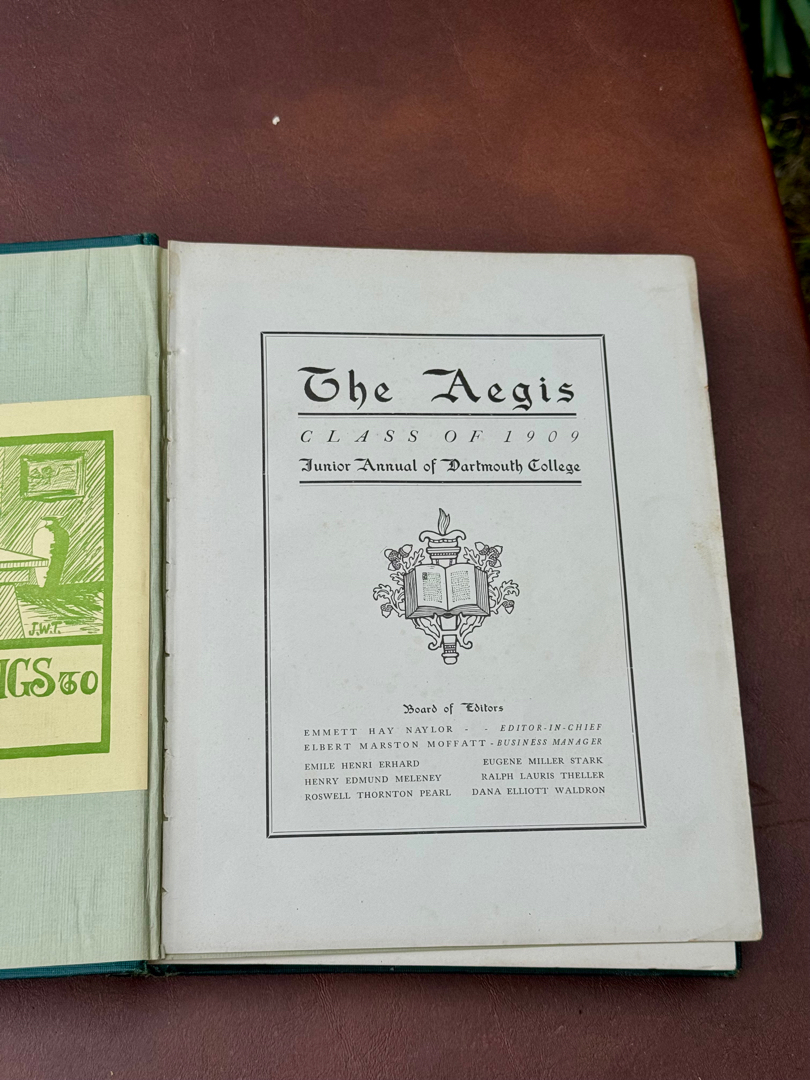 J.W.T.
NGS TO
The Aegis
CLASS OF 1909
Junior Annual of Dartmouth College
Board of Editors
EMMETT HAY NAYLOR - - EDITOR-IN-CHIEF
ELBERT MARSTON MOFFATT - BUSINESS MANAGER
EMILE HENRI ERHARD EUGENE MILLER STARK
HENRY EDMUND MELENEY RALPH LAURIS THELLER
ROSWELL THORNTON PEARL DANA ELLIOTT WALDRON